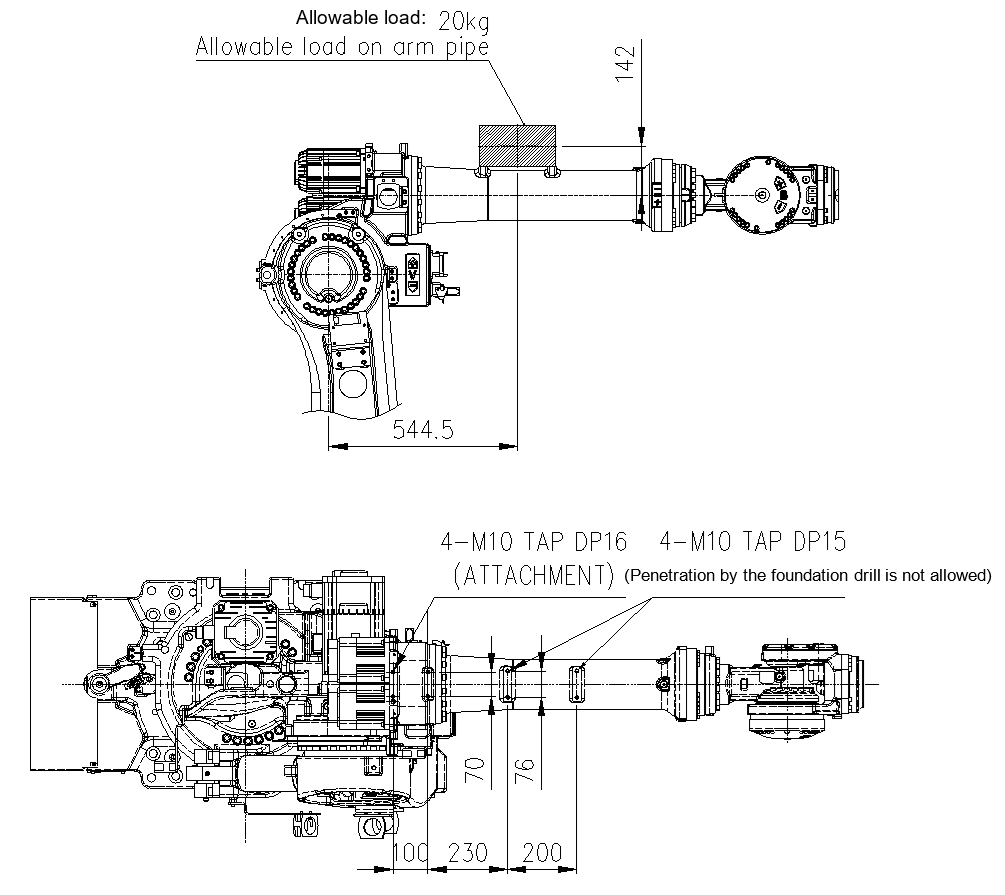 Allowable load: 20kg
Allowable load on arm pipe
142
544.5
4-M10 TAP DP16 4-M10 TAP DP15
(ATTACHMENT) (Penetration by the foundation drill is not allowed)
70
76
100 230 200